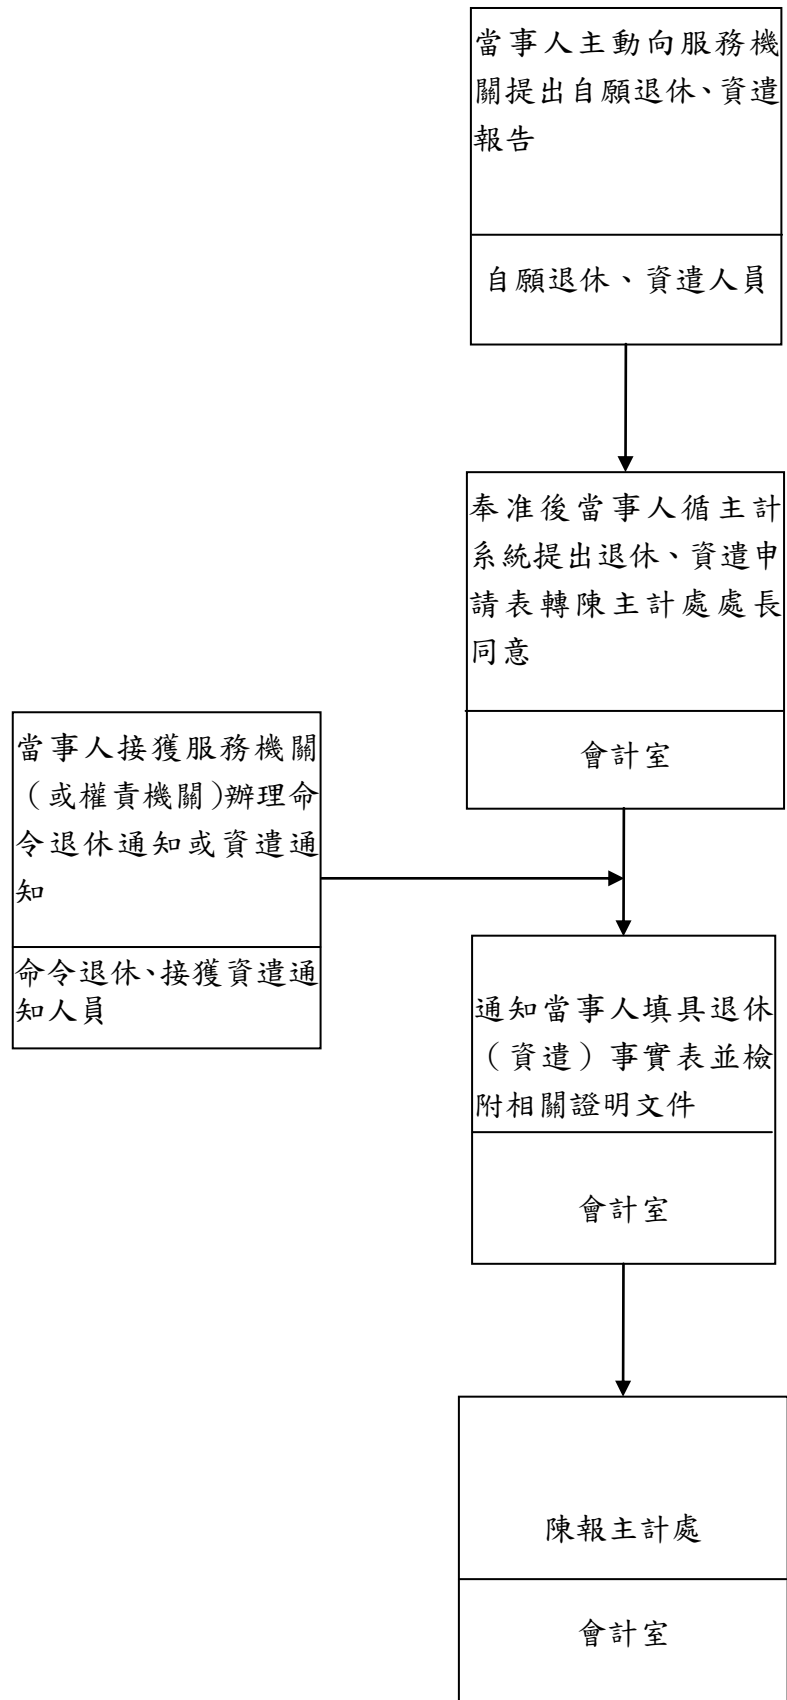 當事人主動向服務機
關提出自願退休、資遣
報告
自願退休、資遣人員
奉准後當事人循主計
系統提出退休、資遣申
請表轉陳主計處處長
同意
會計室
當事人接獲服務機關
（或權責機關）辦理命
令退休通知或資遣通
知
命令退休、接獲資遣通
知人員
通知當事人填具退休
（資遣）事實表並檢
附相關證明文件
會計室
陳報主計處
會計室